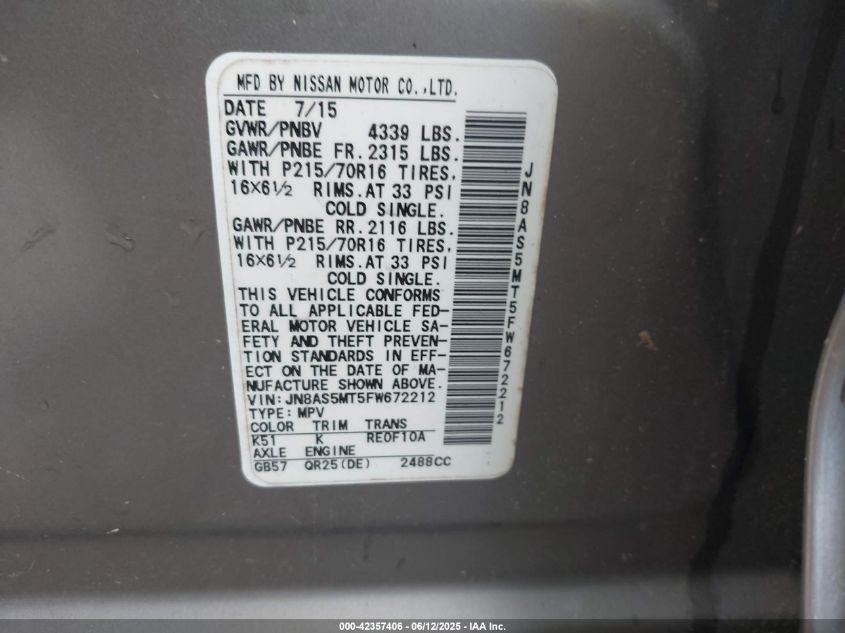 MFD BY NISSAN MOTOR CO.,LTD.
DATE 7/15
GVWR/PNBV 4339 LBS.
GAWR/PNBE FR. 2315 LBS.
WITH P215/70R16 TIRES,
16×6½ RIMS. AT 33 PSI
COLD SINGLE.
GAWR/PNBE RR. 2116 LBS.
WITH P215/70R16 TIRES,
16×6½ RIMS. AT 33 PSI
COLD SINGLE.
THIS VEHICLE CONFORMS
TO ALL APPLICABLE FED-
ERAL MOTOR VEHICLE SA-
FETY AND THEFT PREVEN-
TION STANDARDS IN EFF-
ECT ON THE DATE OF MA-
NUFACTURE SHOWN ABOVE.
VIN: JN8AS5MT5FW672212
TYPE: MPV
COLOR TRIM TRANS
K51 K RE0F10A
AXLE ENGINE
GB57 QR25(DE) 2488CC
JN8AS5MT5FW672212
000-42357406 - 06/12/2025 - IAA Inc.